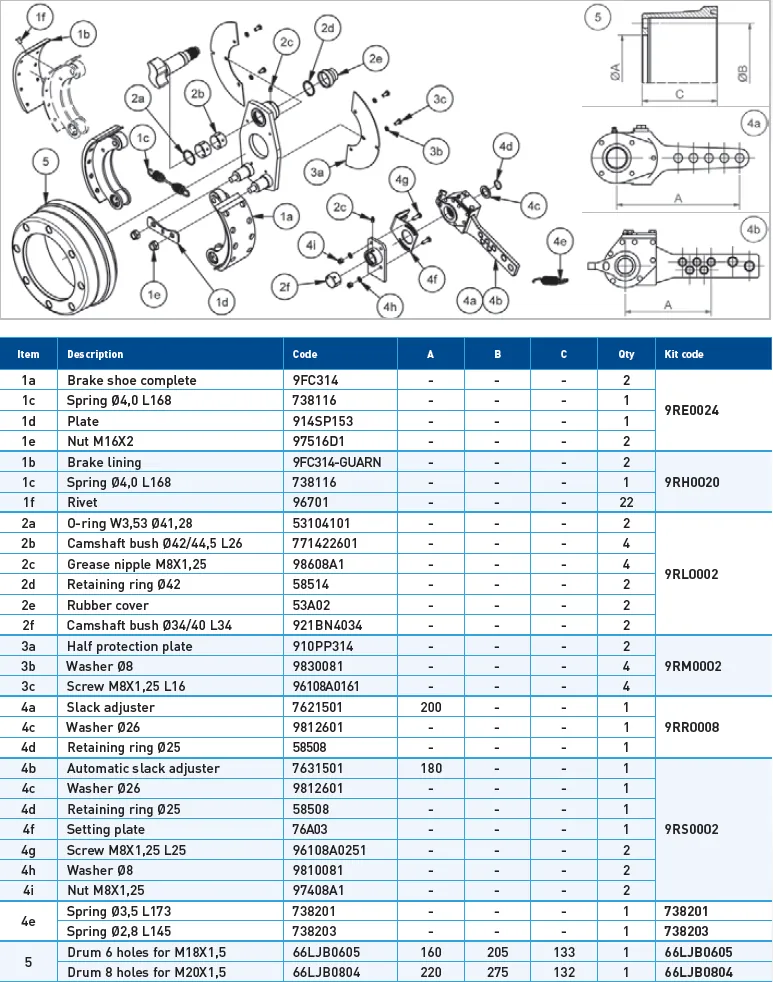 1f
1b
2c
2d
2e
5
2a
2b
1c
3c
3b
3a
4d
4g
4c
5
1a
2c
4i
2f
4f
4a
4b
4e
1e
1d
4h
ØA
ØB
C
4a
A
4b
A
Item Description Code A B C Qty Kit code
1a Brake shoe complete 9FC314 - - - 2
1c Spring Ø4,0 L168 738116 - - - 1
9RE0024
1d Plate 914SP153 - - - 1
1e Nut M16X2 97516D1 - - - 2
1b Brake lining 9FC314-GUARN - - - 2
1c Spring Ø4,0 L168 738116 - - - 1 9RH0020
1f Rivet 96701 - - - 22
2a O-ring W3,53 Ø41,28 53104101 - - - 2
2b Camshaft bush Ø42/44,5 L26 771422601 - - - 4
2c Grease nipple M8X1,25 98608A1 - - - 4
9RL0002
2d Retaining ring Ø42 58514 - - - 2
2e Rubber cover 53A02 - - - 2
2f Camshaft bush Ø34/40 L34 921BN4034 - - - 2
3a Half protection plate 910PP314 - - - 2
3b Washer Ø8 9830081 - - - 4 9RM0002
3c Screw M8X1,25 L16 96108A0161 - - - 4
4a Slack adjuster 7621501 200 - - 1
4c Washer Ø26 9812601 - - - 1 9RR0008
4d Retaining ring Ø25 58508 - - - 1
4b Automatic slack adjuster 7631501 180 - - 1
4c Washer Ø26 9812601 - - - 1
4d Retaining ring Ø25 58508 - - - 1
4f Setting plate 76A03 - - - 1 9RS0002
4g Screw M8X1,25 L25 96108A0251 - - - 2
4h Washer Ø8 9810081 - - - 2
4i Nut M8X1,25 97408A1 - - - 2
4e Spring Ø3,5 L173 738201 - - - 1 738201
Spring Ø2,8 L145 738203 - - - 1 738203
5 Drum 6 holes for M18X1,5 66LJB0605 160 205 133 1 66LJB0605
Drum 8 holes for M20X1,5 66LJB0804 220 275 132 1 66LJB0804